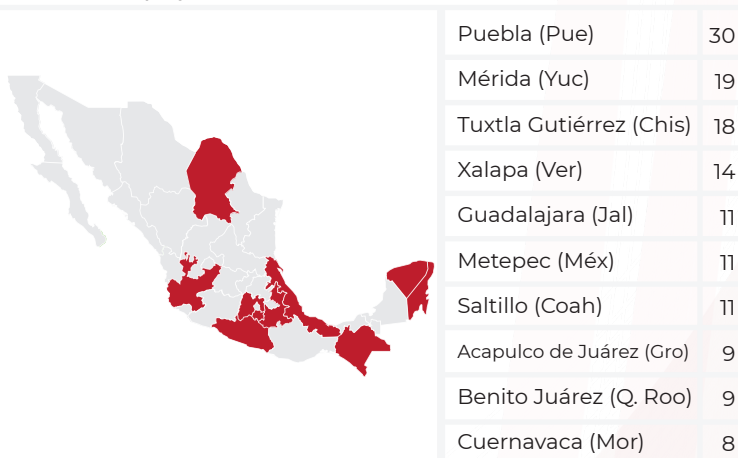 Puebla (Pue) 30
Mérida (Yuc) 19
Tuxtla Gutiérrez (Chis) 18
Xalapa (Ver) 14
Guadalajara (Jal) 11
Metepec (Méx) 11
Saltillo (Coah) 11
Acapulco de Juárez (Gro) 9
Benito Juárez (Q. Roo) 9
Cuernavaca (Mor) 8